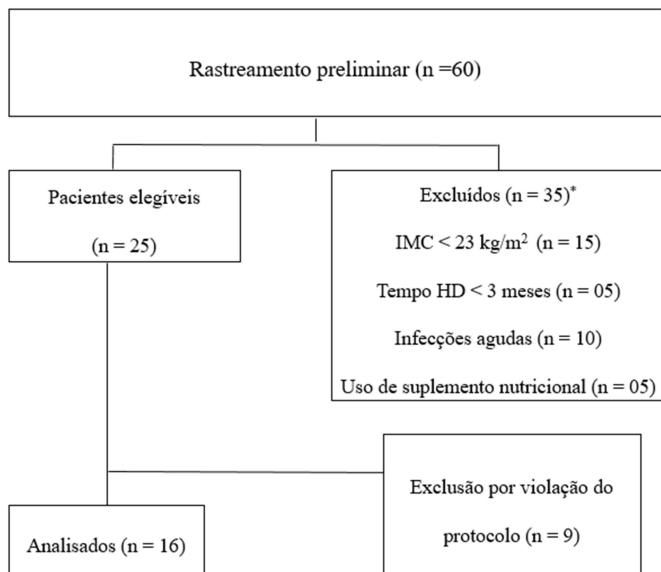 Rastreamento preliminar (n =60)
Pacientes elegíveis
(n = 25)
Excluídos (n = 35)*
IMC < 23 kg/m² (n = 15)
Tempo HD < 3 meses (n = 05)
Infecções agudas (n = 10)
Uso de suplemento nutricional (n = 05)
Exclusão por violação do
protocolo (n = 9)
Analisados (n = 16)